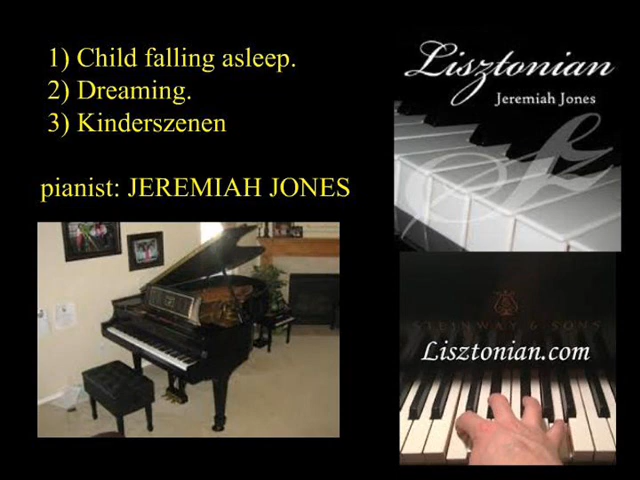 1) Child falling asleep.
2) Dreaming.
3) Kinderszenen
pianist: JEREMIAH JONES
Lisztonian
Jeremiah Jones
STEINWAY & SONS
Lisztonian.com